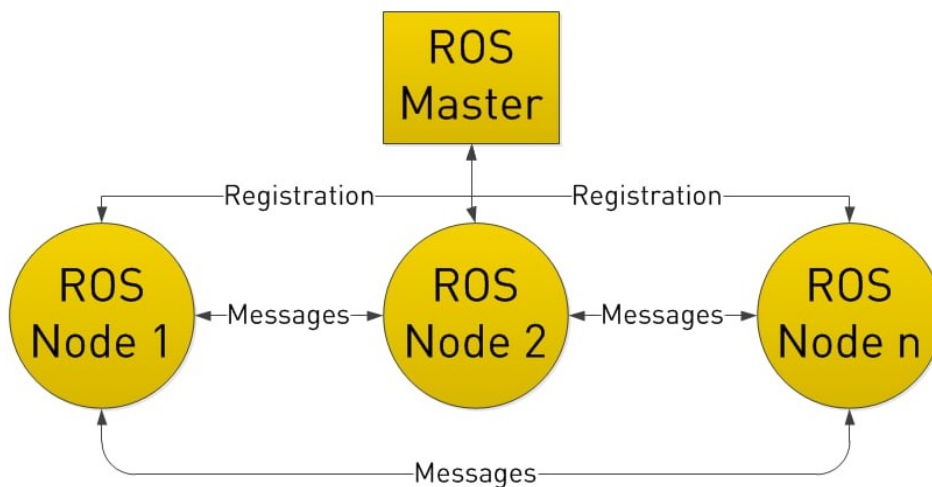 ROS
Master
Registration
Registration
ROS
Node 1
Messages
ROS
Node 2
Messages
ROS
Node n
Messages